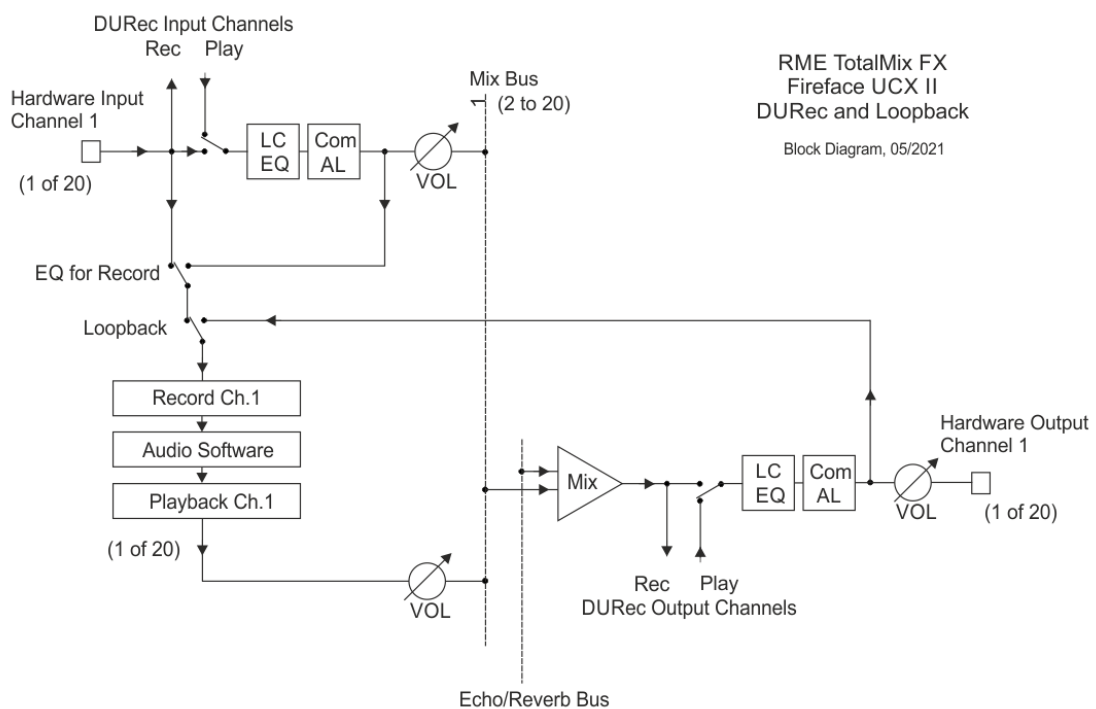 DURec Input Channels
Rec Play
Hardware Input
Channel 1
(1 of 20)
LC
EQ
Com
AL
VOL
Mix Bus
1
(2 to 20)
RME TotalMix FX
Fireface UCX II
DURec and Loopback
Block Diagram, 05/2021
EQ for Record
Loopback
Record Ch.1
Audio Software
Playback Ch.1
(1 of 20)
VOL
Mix
LC
EQ
Com
AL
VOL
Hardware Output
Channel 1
(1 of 20)
Rec Play
DURec Output Channels
Echo/Reverb Bus